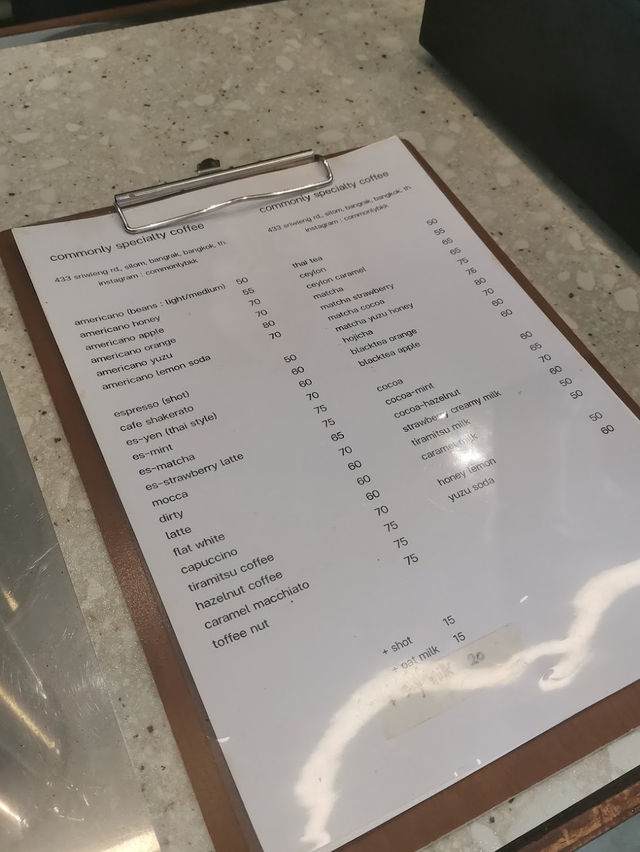 commonly specialty coffee
433 srivieng rd., silom, bangrak, bangkok, th.
instagram : commonlybkk
americano (beans : light/medium) 50
americano honey 55
americano apple 70
americano orange 70
americano yuzu 80
americano lemon soda 70
espresso (shot) 50
cafe shakerato 60
es-yen (thai style) 60
es-mint 70
es-matcha 75
es-strawberry latte 75
mocca 65
dirty 70
latte 60
flat white 60
capuccino 60
tiramitsu coffee 70
hazelnut coffee 75
caramel macchiato 75
toffee nut 75
commonly specialty coffee
433 srivieng rd., silom, bangrak, bangkok, th.
instagram : commonlybkk
thai tea 50
ceylon 55
ceylon caramel 65
matcha 65
matcha strawberry 75
matcha cocoa 75
matcha yuzu honey 80
hojicha 70
blacktea orange 60
blacktea apple 60
cocoa 60
cocoa-mint 65
cocoa-hazelnut 70
strawberry creamy milk 60
tiramitsu milk 50
caramel milk 50
honey lemon 50
yuzu soda 60
+ shot 15
+ oat milk 15
20